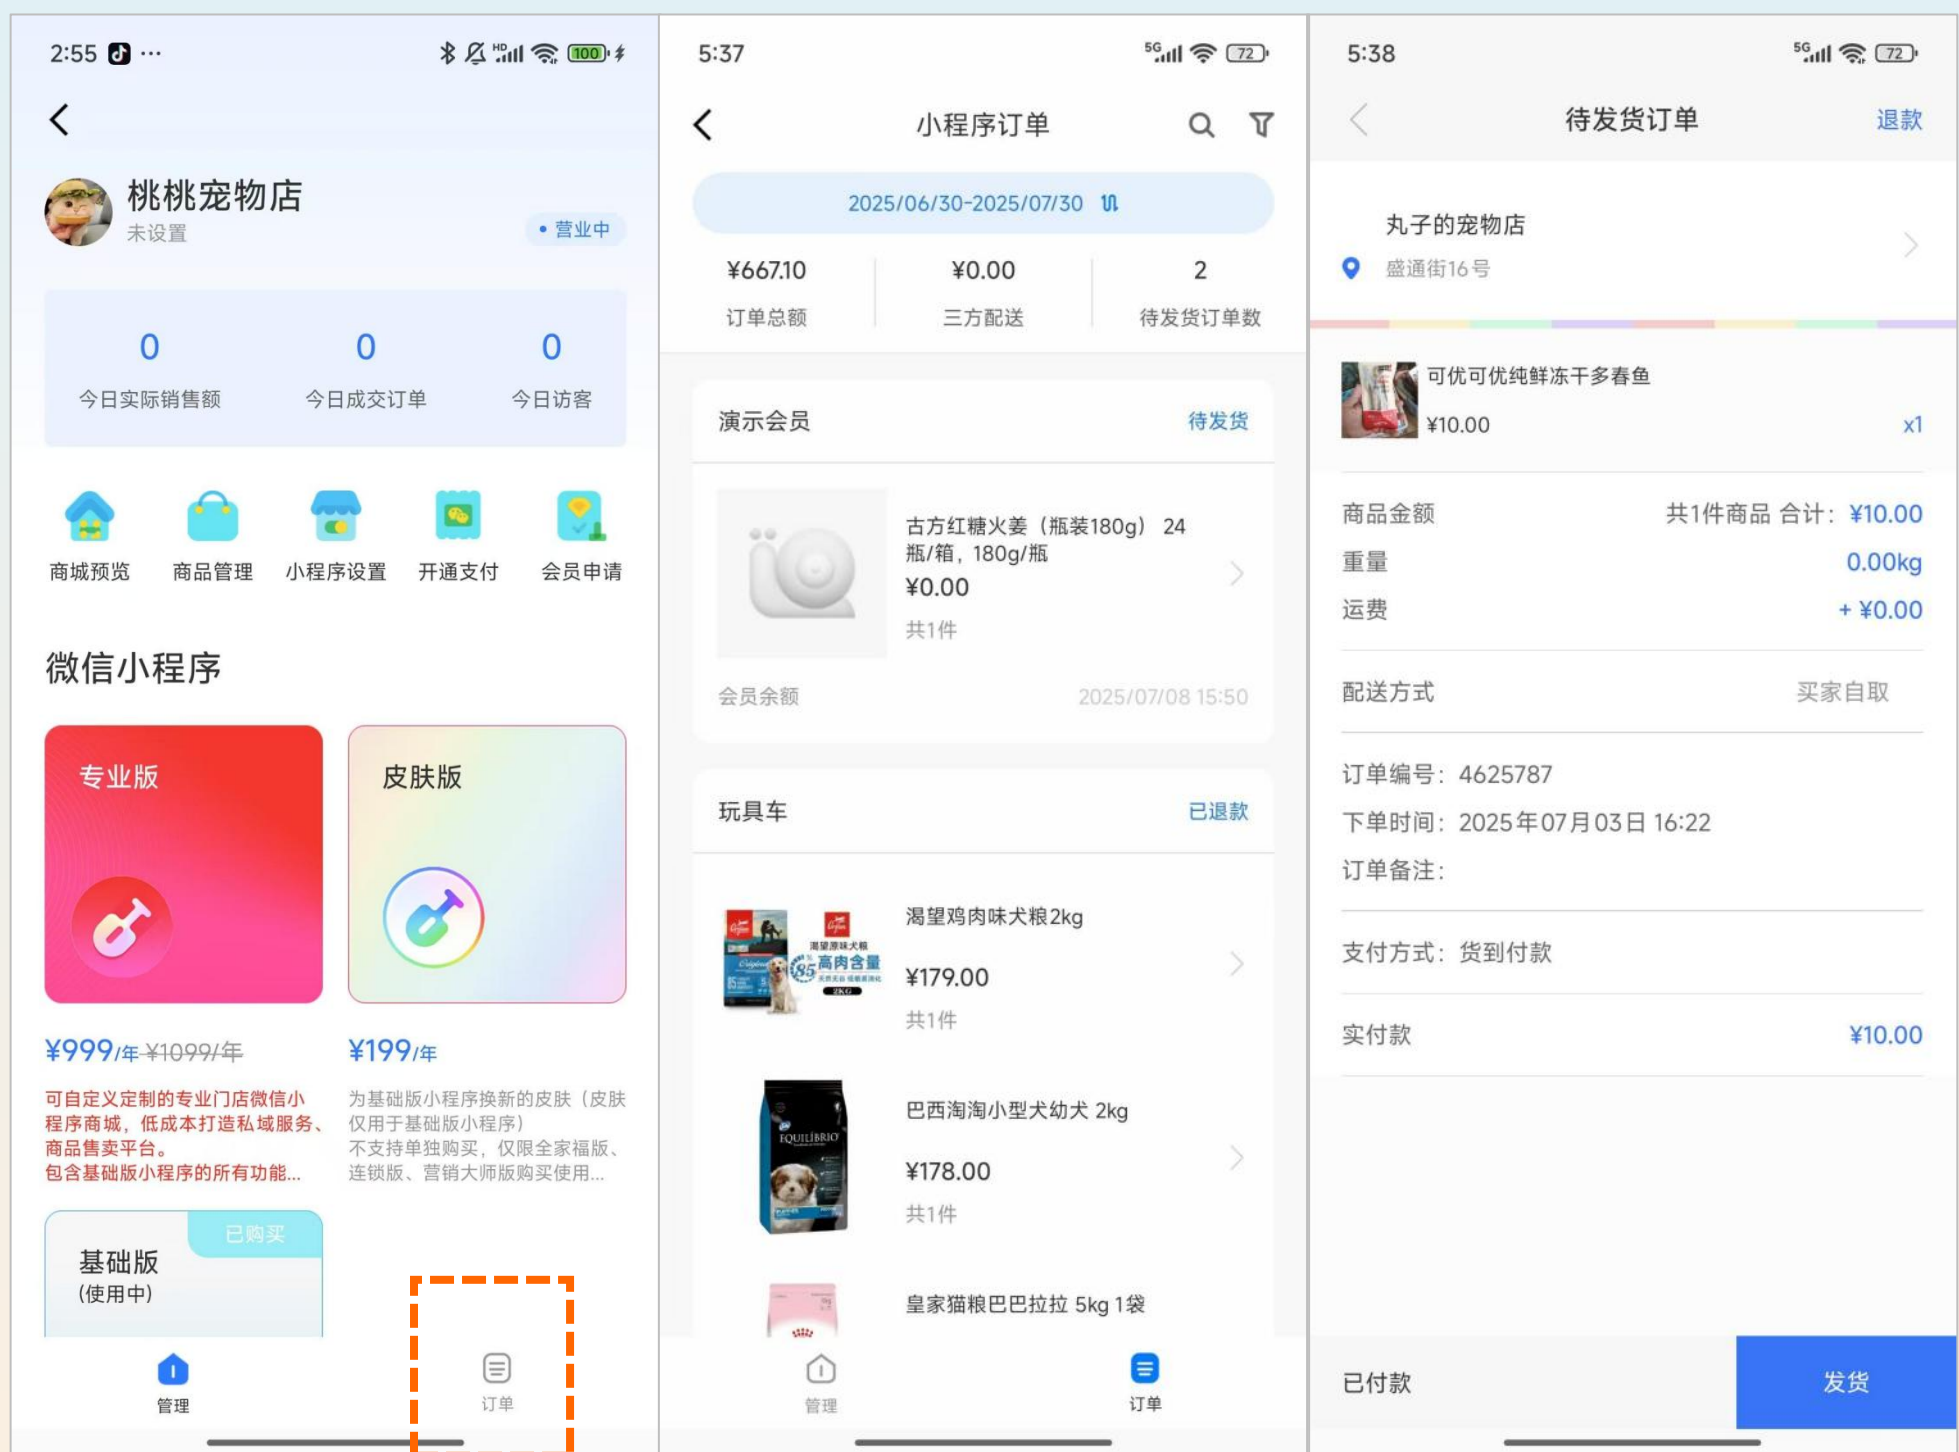 2:55 ···
HD 100
桃桃宠物店
未设置
• 营业中
0
0
0
今日实际销售额
今日成交订单
今日访客
商城预览
商品管理
小程序设置
开通支付
会员申请
微信小程序
专业版
皮肤版
¥999/年 ¥1099/年
¥199/年
可自定义定制的专业门店微信小
程序商城，低成本打造私域服务、
商品售卖平台。
包含基础版小程序的所有功能...
为基础版小程序换新的皮肤（皮肤
仅用于基础版小程序）
不支持单独购买，仅限全家福版、
连锁版、营销大师版购买使用...
已购买
基础版
(使用中)
管理
订单
5:37
5G 72
小程序订单
2025/06/30-2025/07/30
¥667.10
¥0.00
2
订单总额
三方配送
待发货订单数
演示会员
待发货
古方红糖火姜（瓶装180g） 24
瓶/箱，180g/瓶
¥0.00
共1件
会员余额
2025/07/08 15:50
玩具车
已退款
渴望原味犬粮
85 高肉含量
2KG
渴望鸡肉味犬粮2kg
¥179.00
共1件
EQUILIBRIO
巴西淘淘小型犬幼犬 2kg
¥178.00
共1件
皇家猫粮巴巴拉拉 5kg 1袋
管理
订单
5:38
5G 72
待发货订单
退款
丸子的宠物店
盛通街16号
可优可优纯鲜冻干多春鱼
¥10.00
x1
商品金额
共1件商品 合计：¥10.00
重量
0.00kg
运费
+ ¥0.00
配送方式
买家自取
订单编号：4625787
下单时间：2025年07月03日 16:22
订单备注：
支付方式：货到付款
实付款
¥10.00
已付款
发货